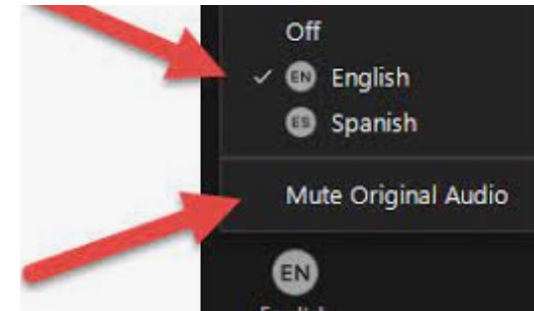 Off
EN English
ES Spanish
Mute Original Audio
EN